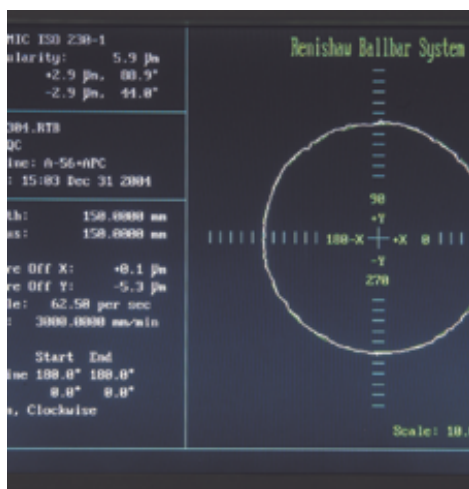 MIC ISO 230-1
ularity: 5.9 µm
+2.9 µm, 88.9°
-2.9 µm, 44.0°
304.RTB
QC
ine: A-56+APC
: 15:03 Dec 31 2004
th: 150.0000 mm
us: 150.0000 mm
re Off X: +0.1 µm
re Off Y: -5.3 µm
le: 62.50 per sec
: 3000.0000 mm/min
Start End
ine 180.0° 180.0°
0.0° 0.0°
n, Clockwise
Renishaw Ballbar System
90
+Y
180-X +X 0
-Y
270
Scale: 10.